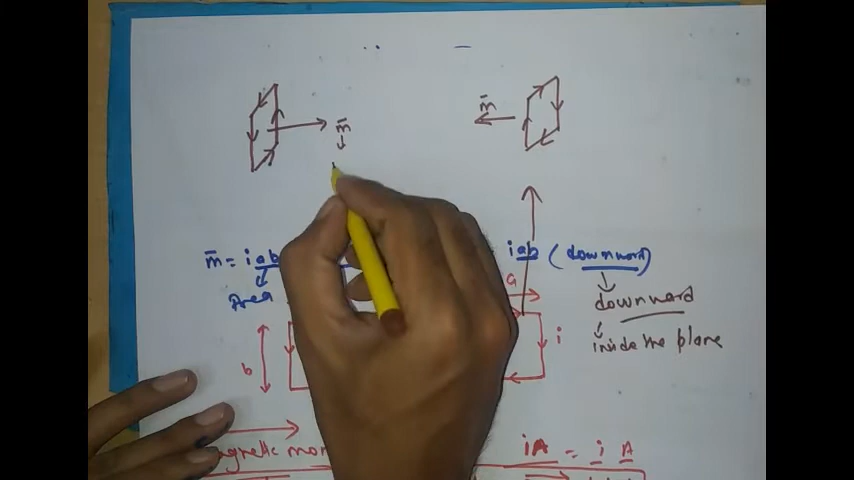 m̄
m̄
m̄ = iab
iab (downward)
Area
a
downward
b
i
inside the plane
iA = i A